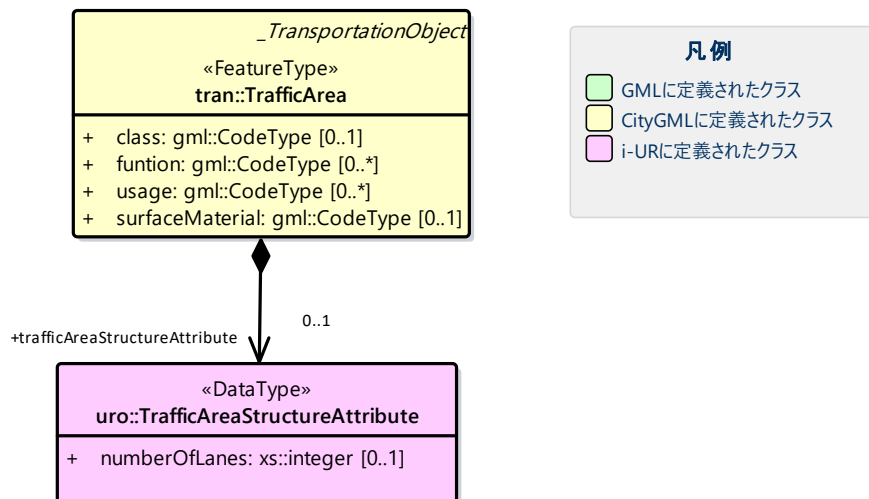 _TransportationObject
«FeatureType»
tran::TrafficArea
+ class: gml::CodeType [0..1]
+ funtion: gml::CodeType [0..*]
+ usage: gml::CodeType [0..*]
+ surfaceMaterial: gml::CodeType [0..1]
凡例
GMLに定義されたクラス
CityGMLに定義されたクラス
i-URに定義されたクラス
0..1
+trafficAreaStructureAttribute
«DataType»
uro::TrafficAreaStructureAttribute
+ numberOfLanes: xs::integer [0..1]